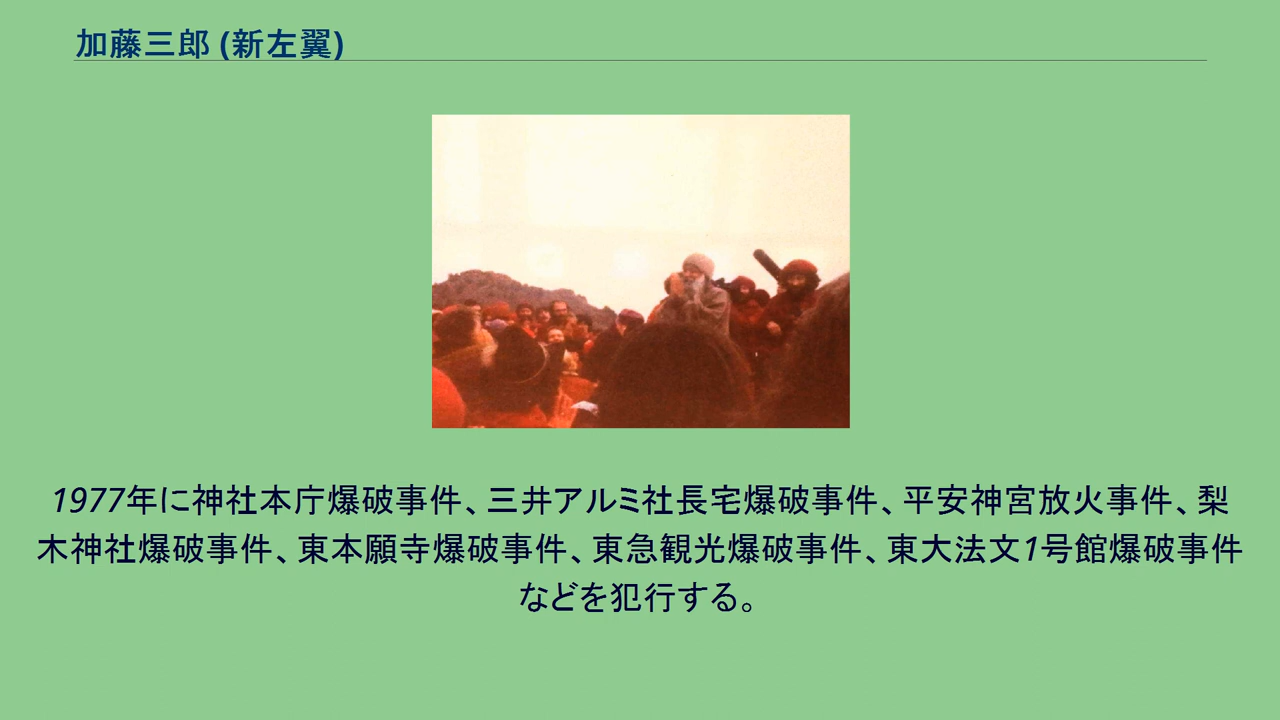 加藤三郎 (新左翼)
1977年に神社本庁爆破事件、三井アルミ社長宅爆破事件、平安神宮放火事件、梨
木神社爆破事件、東本願寺爆破事件、東急観光爆破事件、東大法文1号館爆破事件
などを犯行する。